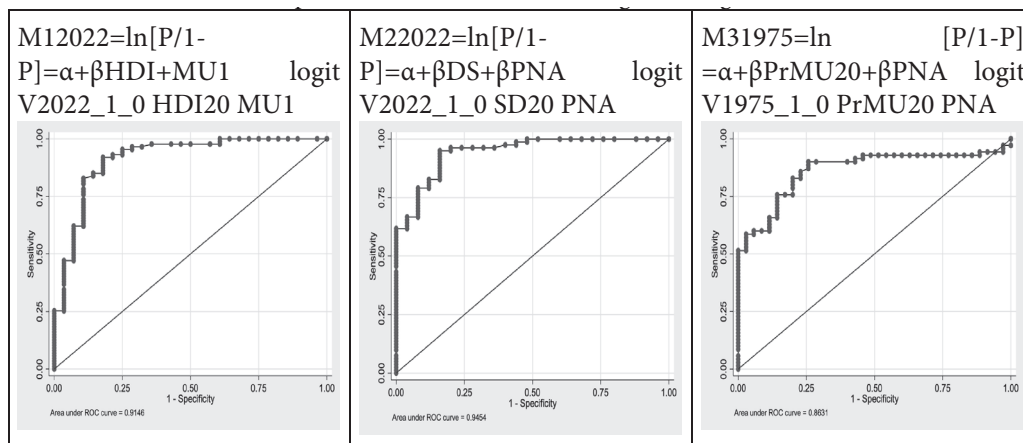 M12022=ln[P/1-
P]=α+βHDI+MU1 logit
V2022_1_0 HDI20 MU1
Sensitivity
0.00 0.25 0.50 0.75 1.00
0.00 0.25 0.50 0.75 1.00
1 - Specificity
Area under ROC curve = 0.9146
M22022=ln[P/1-
P]=α+βDS+βPNA logit
V2022_1_0 SD20 PNA
Sensitivity
0.00 0.25 0.50 0.75 1.00
0.00 0.25 0.50 0.75 1.00
1 - Specificity
Area under ROC curve = 0.9454
M31975=ln [P/1-P]
=α+βPrMU20+βPNA logit
V1975_1_0 PrMU20 PNA
Sensitivity
0.00 0.25 0.50 0.75 1.00
0.00 0.25 0.50 0.75 1.00
1 - Specificity
Area under ROC curve = 0.8631